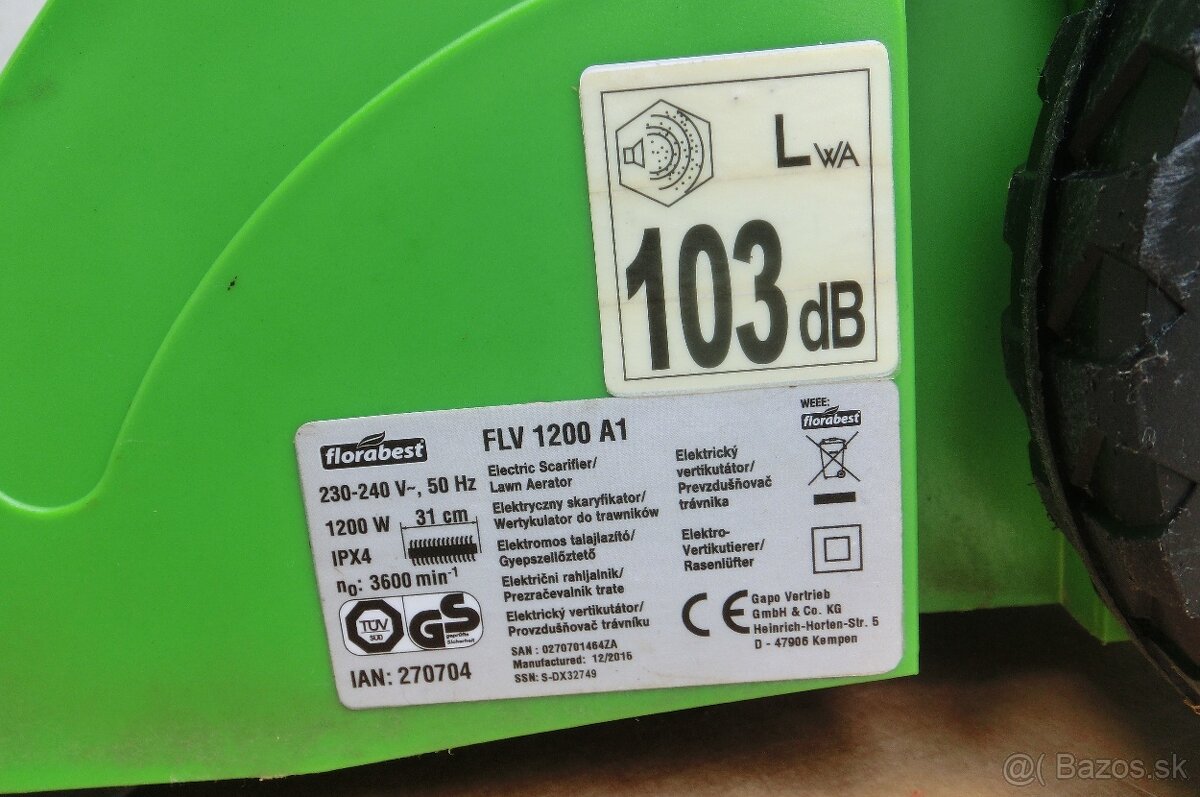 LWA
103 dB
florabest
230-240 V~, 50 Hz
1200 W
31 cm
IPX4
n0: 3600 min-1
TÜV
SÜD
GS
geprüfte
Sicherheit
IAN: 270704
FLV 1200 A1
Electric Scarifier/
Lawn Aerator
Elektryczny skaryfikator/
Wertykulator do trawników
Elektromos talajlazító/
Gyepszellőztető
Električni rahljalnik/
Prezračevalnik trate
Elektrický vertikutátor/
Provzdušňovač trávníku
SAN : 0270701464ZA
Manufactured: 12/2016
SSN: S-DX32749
Elektrický
vertikutátor/
Prevzdušňovač
trávnika
Elektro-
Vertikutierer/
Rasenlüfter
WEEE:
florabest
CE
Gapo Vertrieb
GmbH & Co. KG
Heinrich-Horten-Str. 5
D - 47906 Kempen
@( Bazos.sk